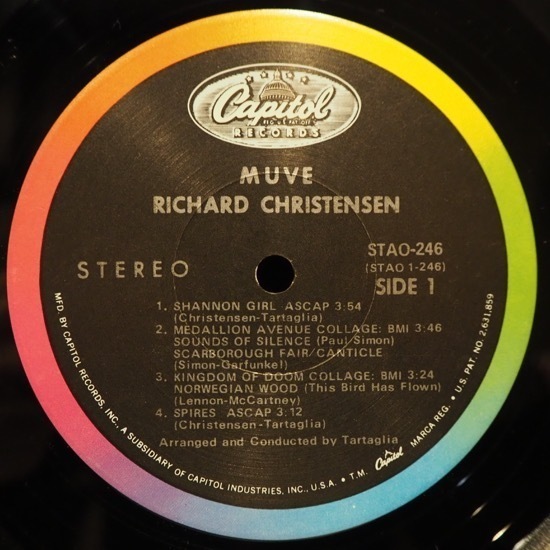 Capitol
REG. U.S. PAT. OFF.
RECORDS
MUVE
RICHARD CHRISTENSEN
STAO-246
(STAO 1-246)
STEREO
SIDE 1
1. SHANNON GIRL ASCAP 3:54
(Christensen-Tartaglia)
2. MEDALLION AVENUE COLLAGE: BMI 3:46
SOUNDS OF SILENCE (Paul Simon)
SCARBOROUGH FAIR/CANTICLE
(Simon-Garfunkel)
3. KINGDOM OF DOOM COLLAGE: BMI 3:24
NORWEGIAN WOOD (This Bird Has Flown)
(Lennon-McCartney)
4. SPIRES ASCAP 3:12
(Christensen-Tartaglia)
Arranged and Conducted by Tartaglia
MFD. BY CAPITOL RECORDS, INC., A SUBSIDIARY OF CAPITOL INDUSTRIES, INC., U.S.A. • T.M. Capitol MARCA REG. • U.S. PAT. NO. 2,631,859